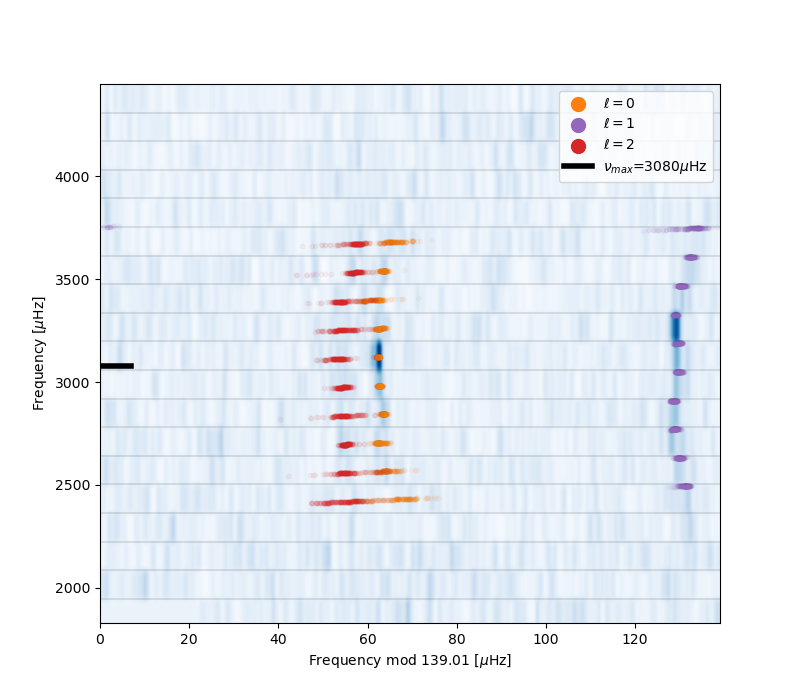 ℓ = 0
ℓ = 1
ℓ = 2
ν_max=3080μHz
4000
3500
3000
2500
2000
Frequency [μHz]
0 20 40 60 80 100 120
Frequency mod 139.01 [μHz]